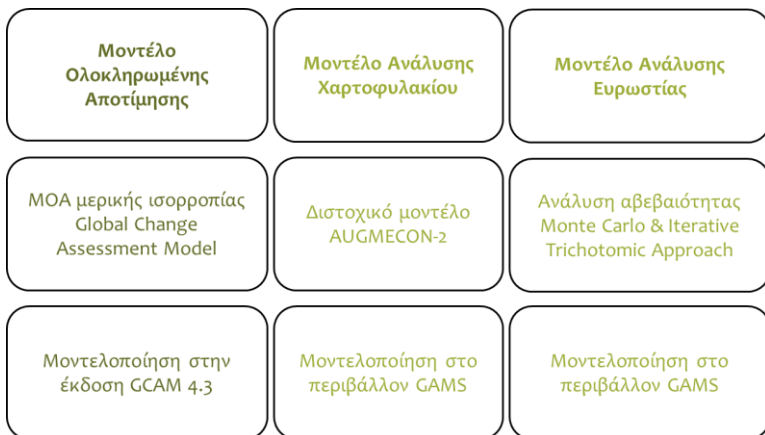 Μοντέλο
Ολοκληρωμένης
Αποτίμησης
Μοντέλο Ανάλυσης
Χαρτοφυλακίου
Μοντέλο Ανάλυσης
Ευρωστίας
ΜΟΑ μερικής ισορροπίας
Global Change
Assessment Model
Διστοχικό μοντέλο
AUGMECON-2
Ανάλυση αβεβαιότητας
Monte Carlo & Iterative
Trichotomic Approach
Μοντελοποίηση στην
έκδοση GCAM 4.3
Μοντελοποίηση στο
περιβάλλον GAMS
Μοντελοποίηση στο
περιβάλλον GAMS